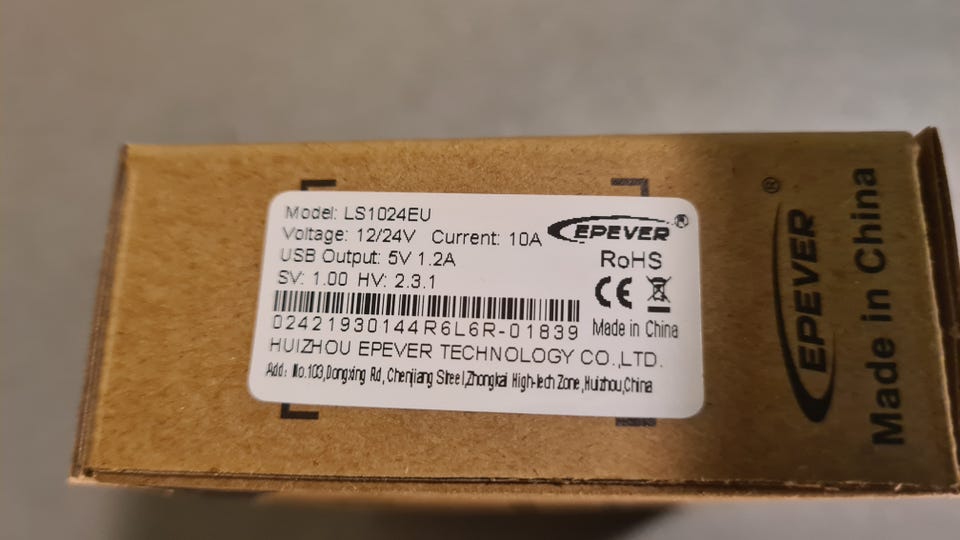 Model: LS1024EU
Voltage: 12/24V Current: 10A
EPEVER®
USB Output: 5V 1.2A
RoHS
SV: 1.00 HV: 2.3.1
CE
02421930144R6L6R-01839
Made in China
HUIZHOU EPEVER TECHNOLOGY CO.,LTD.
Add: No.103,Dongxing Rd, Chenjiang Street,Zhongkai High-tech Zone,Huizhou,China
EPEVER®
Made in China